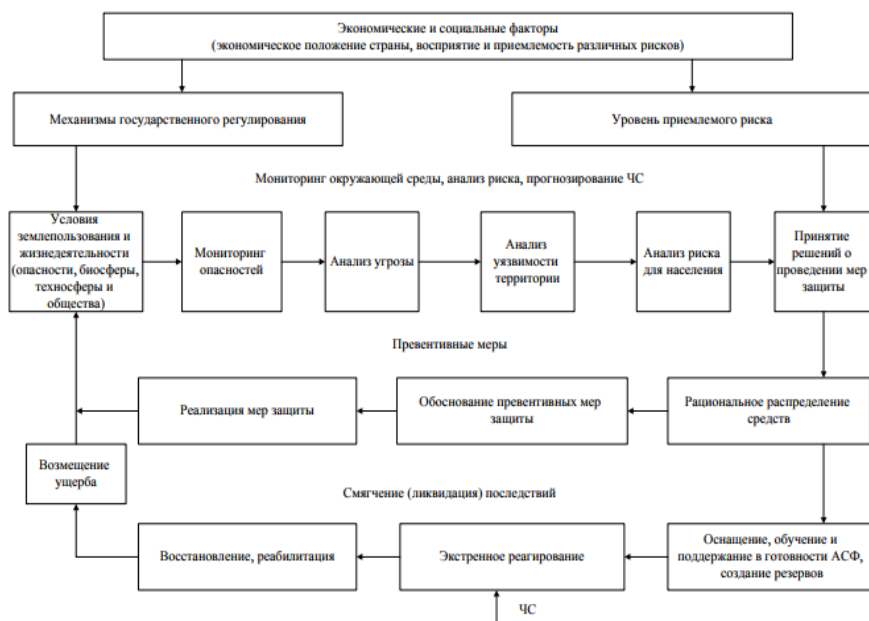 Экономические и социальные факторы
(экономическое положение страны, восприятие и приемлемость различных рисков)
Механизмы государственного регулирования
Уровень приемлемого риска
Мониторинг окружающей среды, анализ риска, прогнозирование ЧС
Условия
землепользования и
жизнедеятельности
(опасности, биосферы,
техносферы и
общества)
Мониторинг
опасностей
Анализ угрозы
Анализ
уязвимости
территории
Анализ риска
для населения
Принятие
решений о
проведении мер
защиты
Превентивные меры
Реализация мер защиты
Обоснование превентивных мер
защиты
Рациональное распределение
средств
Возмещение
ущерба
Смягчение (ликвидация) последствий
Восстановление, реабилитация
Экстренное реагирование
Оснащение, обучение и
поддержание в готовности АСФ,
создание резервов
ЧС